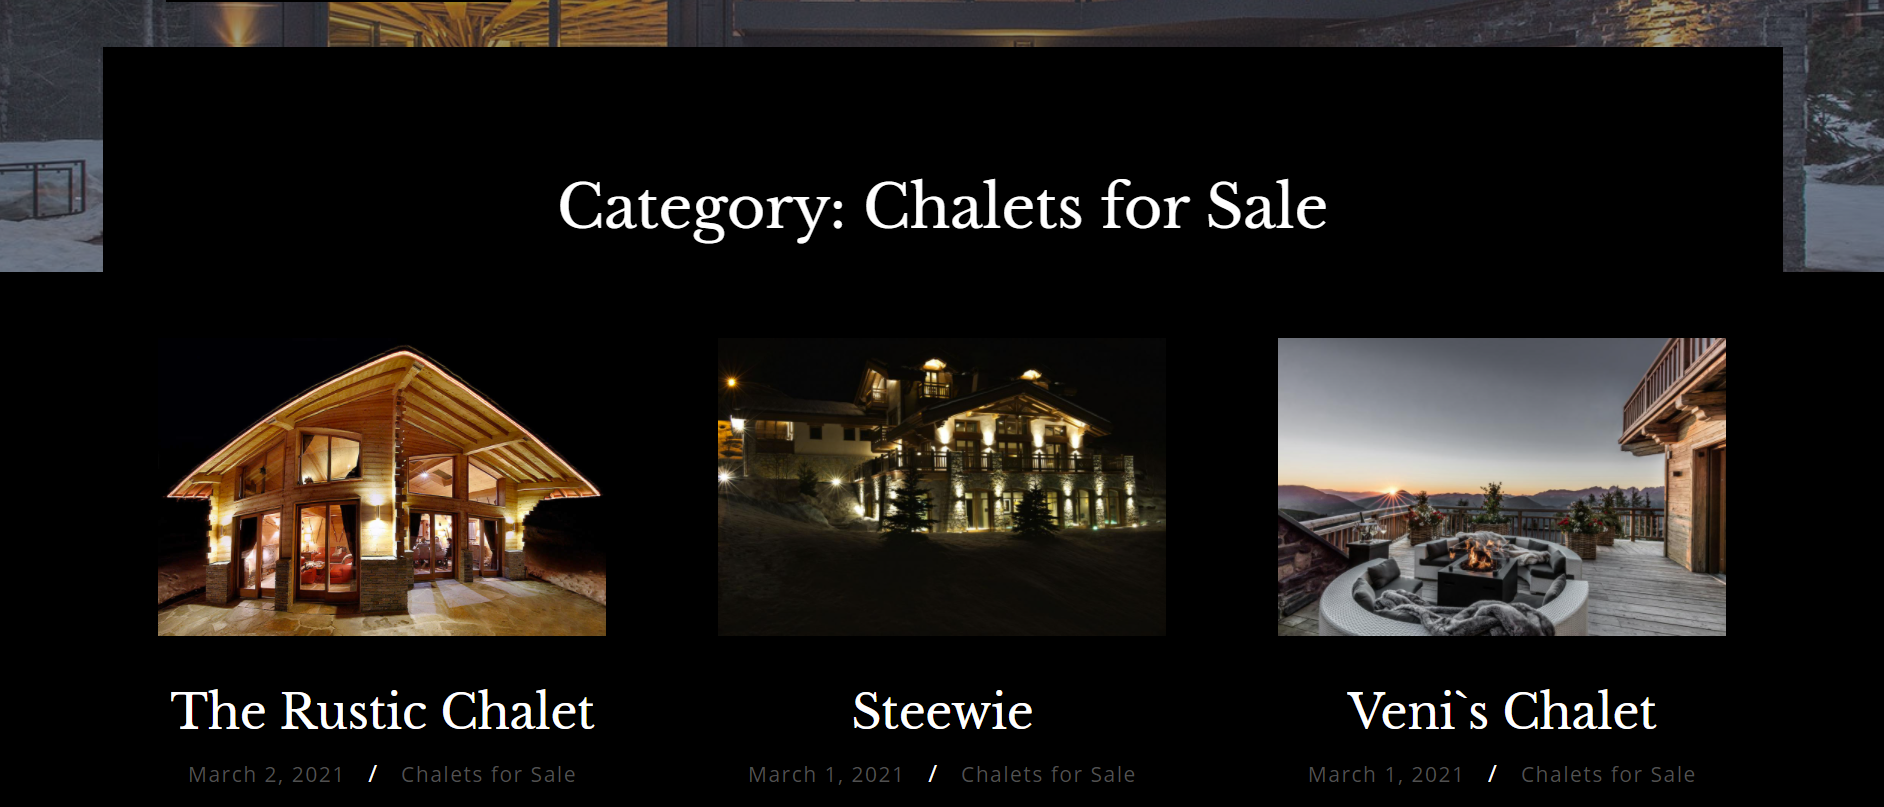 Category: Chalets for Sale
The Rustic Chalet
March 2, 2021 / Chalets for Sale
Steewie
March 1, 2021 / Chalets for Sale
Veni`s Chalet
March 1, 2021 / Chalets for Sale